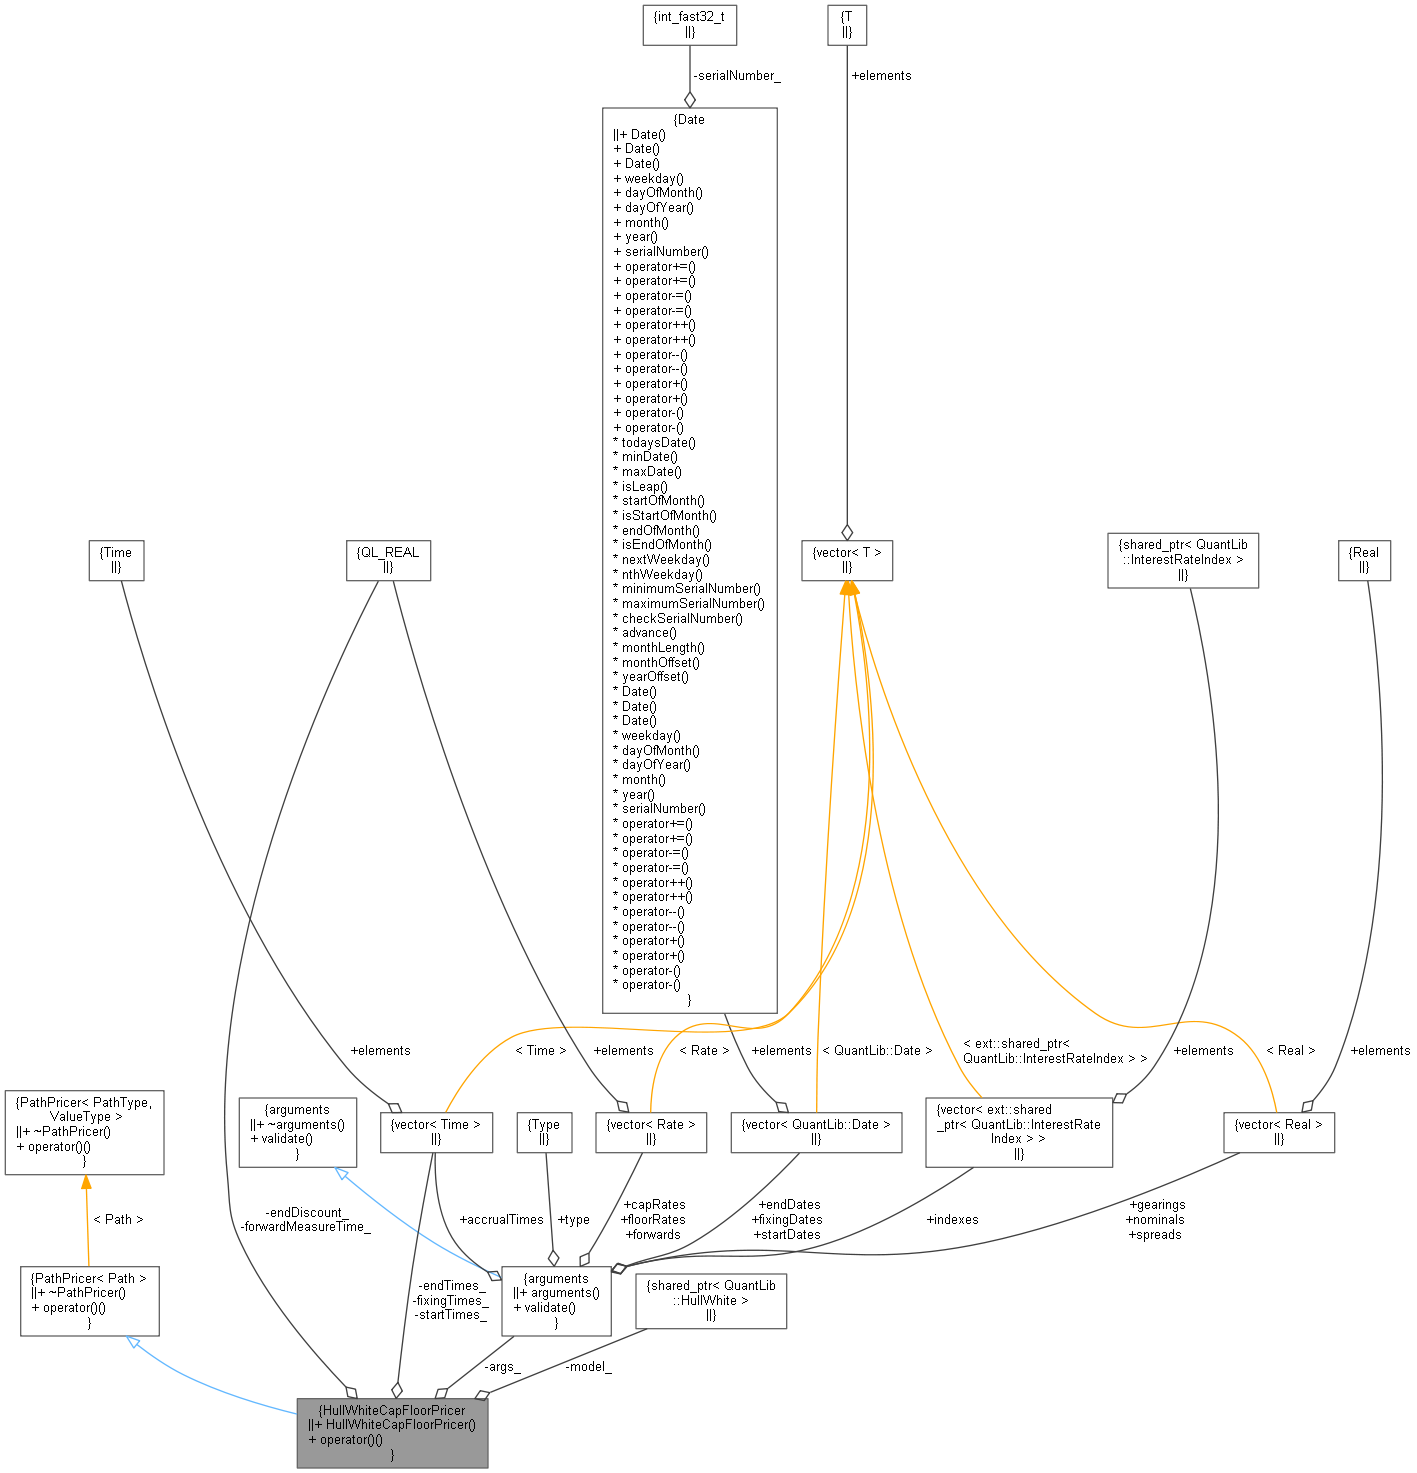 {int_fast32_t
||}
{T
||}
-serialNumber_
+elements
{Date
||+ Date()
+ Date()
+ Date()
+ weekday()
+ dayOfMonth()
+ dayOfYear()
+ month()
+ year()
+ serialNumber()
+ operator+=()
+ operator+=()
+ operator-=()
+ operator-=()
+ operator++()
+ operator++()
+ operator--()
+ operator--()
+ operator+()
+ operator+()
+ operator-()
+ operator-()
* todaysDate()
* minDate()
* maxDate()
* isLeap()
* startOfMonth()
* isStartOfMonth()
* endOfMonth()
* isEndOfMonth()
* nextWeekday()
* nthWeekday()
* minimumSerialNumber()
* maximumSerialNumber()
* checkSerialNumber()
* advance()
* monthLength()
* monthOffset()
* yearOffset()
* Date()
* Date()
* Date()
* weekday()
* dayOfMonth()
* dayOfYear()
* month()
* year()
* serialNumber()
* operator+=()
* operator+=()
* operator-=()
* operator-=()
* operator++()
* operator++()
* operator--()
* operator--()
* operator+()
* operator+()
* operator-()
* operator-()
}
{Time
||}
{QL_REAL
||}
{vector< T >
||}
{shared_ptr< QuantLib
::InterestRateIndex >
||}
{Real
||}
+elements
< Time >
+elements
< Rate >
+elements
< QuantLib::Date >
< ext::shared_ptr<
QuantLib::InterestRateIndex > >
+elements
< Real >
+elements
{PathPricer< PathType,
ValueType >
||+ ~PathPricer()
+ operator()()
}
{arguments
||+ ~arguments()
+ validate()
}
{vector< Time >
||}
{Type
||}
{vector< Rate >
||}
{vector< QuantLib::Date >
||}
{vector< ext::shared
_ptr< QuantLib::InterestRate
Index > >
||}
{vector< Real >
||}
< Path >
-endDiscount_
-forwardMeasureTime_
+accrualTimes
+type
+capRates
+floorRates
+forwards
+endDates
+fixingDates
+startDates
+indexes
+gearings
+nominals
+spreads
{PathPricer< Path >
||+ ~PathPricer()
+ operator()()
}
-endTimes_
-fixingTimes_
-startTimes_
{arguments
||+ arguments()
+ validate()
}
{shared_ptr< QuantLib
::HullWhite >
||}
-args_
-model_
{HullWhiteCapFloorPricer
||+ HullWhiteCapFloorPricer()
+ operator()()
}